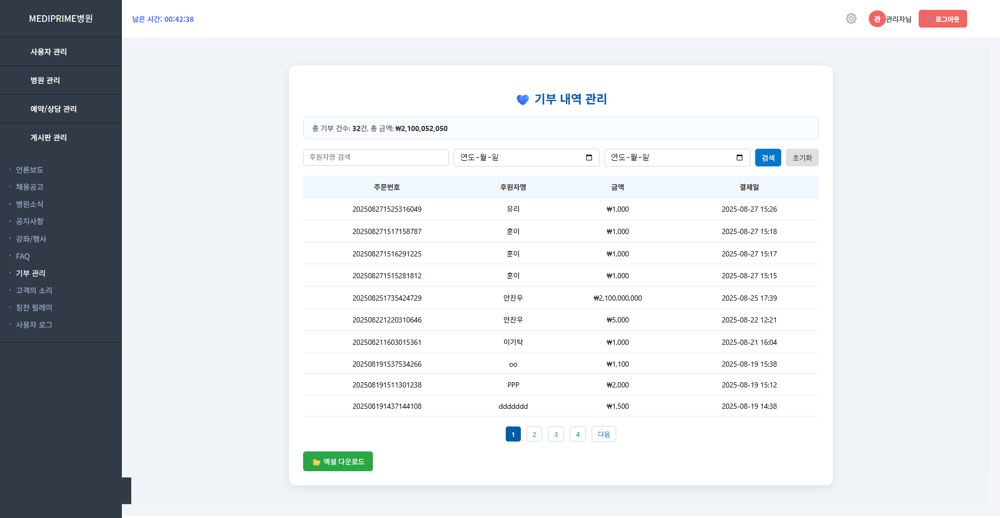 MEDIPRIME병원
남은 시간: 00:42:38
관 관리자님 로그아웃
사용자 관리
병원 관리
예약/상담 관리
게시판 관리
· 언론보도
· 채용공고
· 병원소식
· 공지사항
· 강좌/행사
· FAQ
· 기부 관리
· 고객의 소리
· 칭찬 릴레이
· 사용자 로그
기부 내역 관리
총 기부 건수: 32건, 총 금액: ₩2,100,052,050
후원자명 검색 연도-월-일 연도-월-일 검색 초기화
주문번호 후원자명 금액 결제일
202508271525316049 유리 ₩1,000 2025-08-27 15:26
202508271517158787 훈이 ₩1,000 2025-08-27 15:18
202508271516291225 훈이 ₩1,000 2025-08-27 15:17
202508271515281812 훈이 ₩1,000 2025-08-27 15:15
202508251735424729 안찬우 ₩2,100,000,000 2025-08-25 17:39
202508221220310646 안찬우 ₩5,000 2025-08-22 12:21
202508211603015361 이기탁 ₩1,000 2025-08-21 16:04
202508191537534266 oo ₩1,100 2025-08-19 15:38
202508191511301238 PPP ₩2,000 2025-08-19 15:12
202508191437144108 ddddddd ₩1,500 2025-08-19 14:38
1 2 3 4 다음
엑셀 다운로드